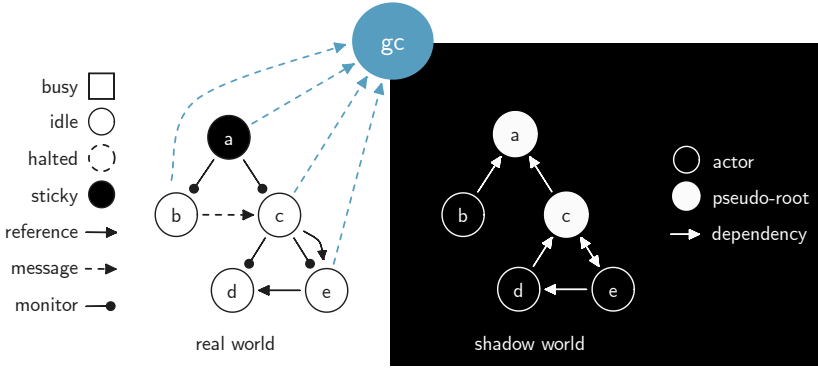 gc
busy
idle
halted
sticky
reference
message
monitor
a
b
c
d
e
real world
a
b
c
d
e
shadow world
actor
pseudo-root
dependency